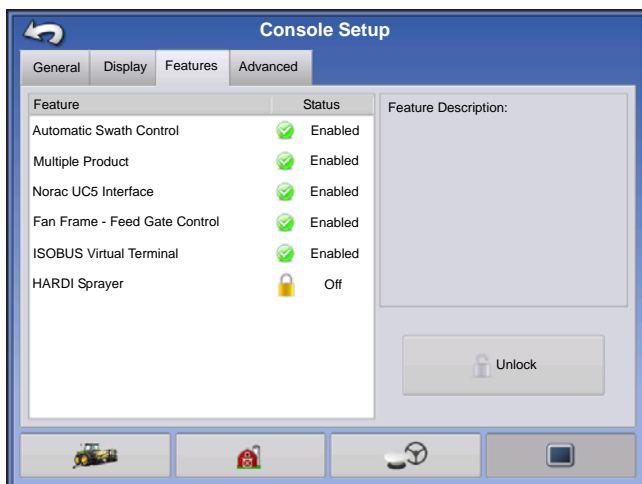 Console Setup
General Display Features Advanced
Feature Status Feature Description:
Automatic Swath Control Enabled
Multiple Product Enabled
Norac UC5 Interface Enabled
Fan Frame - Feed Gate Control Enabled
ISOBUS Virtual Terminal Enabled
HARDI Sprayer Off
Unlock